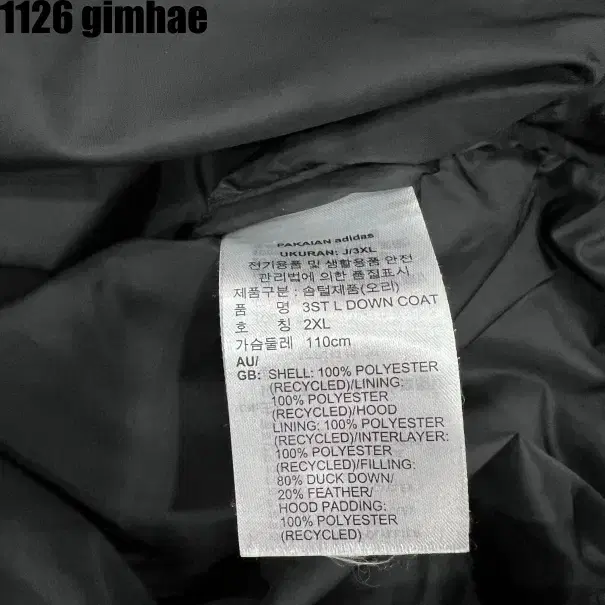 1126 gimhae
PAKAIAN adidas
UKURAN: J/3XL
전기용품 및 생활용품 안전
관리법에 의한 품질표시
제품구분 : 솜털제품(오리)
품 명 3ST L DOWN COAT
호 칭 2XL
가슴둘레 110cm
AU/
GB: SHELL: 100% POLYESTER
(RECYCLED)/LINING:
100% POLYESTER
(RECYCLED)/HOOD
LINING: 100% POLYESTER
(RECYCLED)/INTERLAYER:
100% POLYESTER
(RECYCLED)/FILLING:
80% DUCK DOWN/
20% FEATHER/
HOOD PADDING:
100% POLYESTER
(RECYCLED)